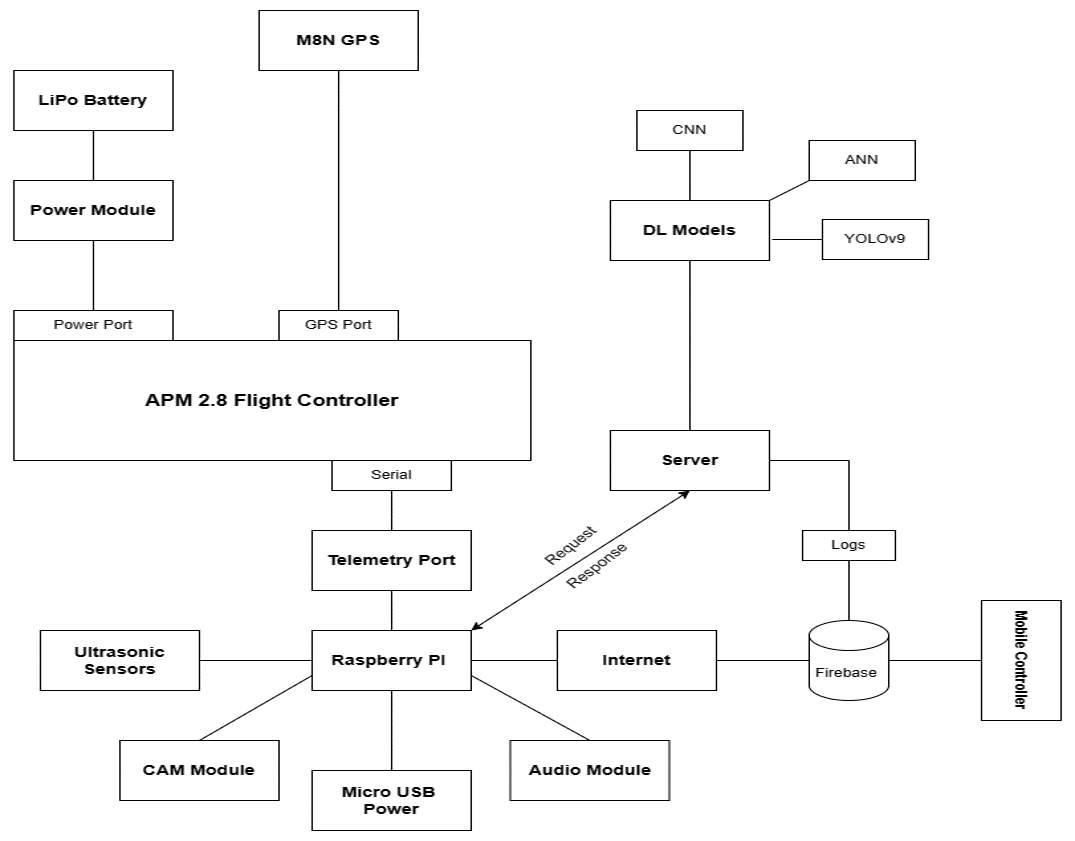 M8N GPS
LiPo Battery
CNN
ANN
Power Module
DL Models
YOLOv9
Power Port
GPS Port
APM 2.8 Flight Controller
Server
Serial
Request
Response
Logs
Telemetry Port
Ultrasonic
Sensors
Raspberry PI
Internet
Firebase
Mobile Controller
CAM Module
Micro USB
Power
Audio Module